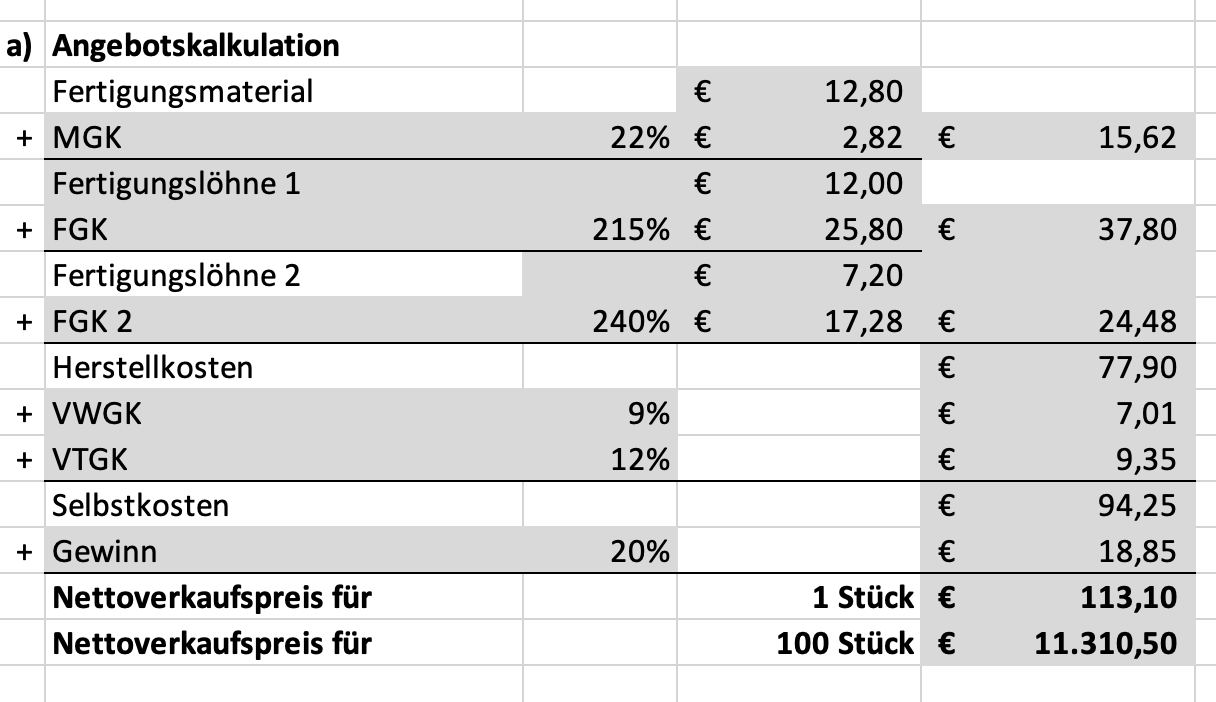 a) Angebotskalkulation
Fertigungsmaterial € 12,80
+ MGK 22% € 2,82 € 15,62
Fertigungslöhne 1 € 12,00
+ FGK 215% € 25,80 € 37,80
Fertigungslöhne 2 € 7,20
+ FGK 2 240% € 17,28 € 24,48
Herstellkosten € 77,90
+ VWGK 9% € 7,01
+ VTGK 12% € 9,35
Selbstkosten € 94,25
+ Gewinn 20% € 18,85
Nettoverkaufspreis für 1 Stück € 113,10
Nettoverkaufspreis für 100 Stück € 11.310,50